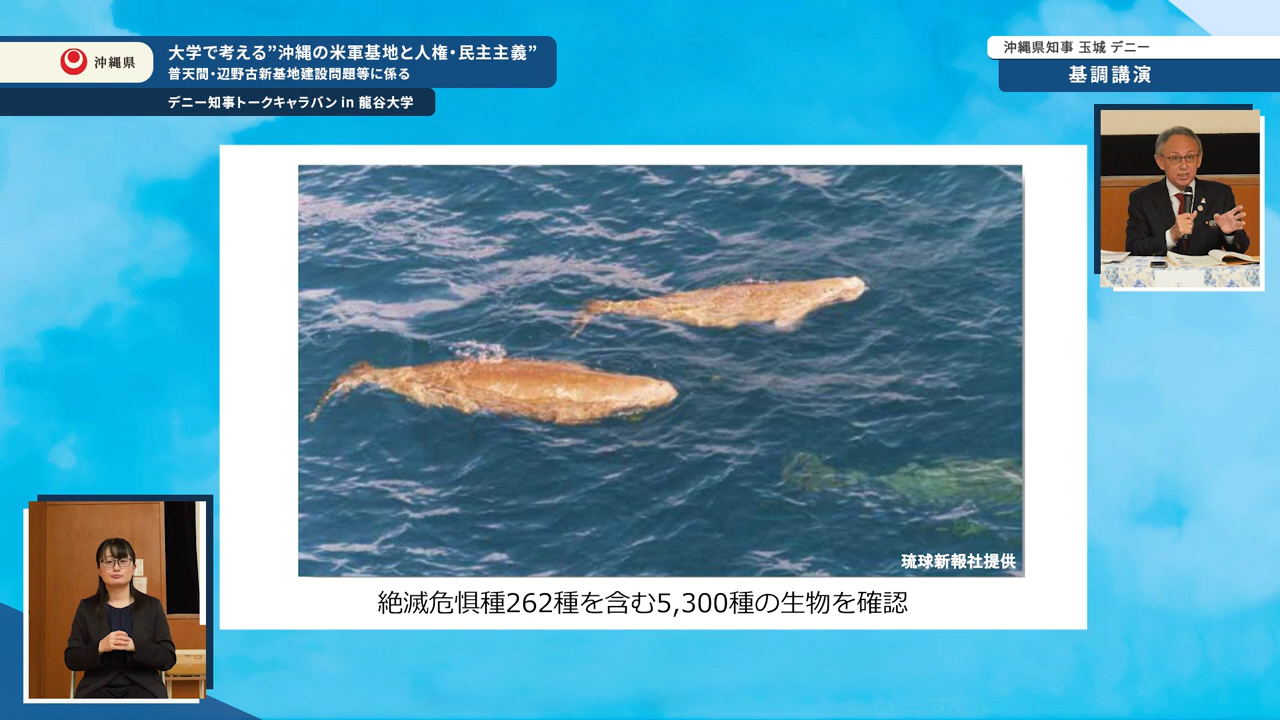 沖縄県
大学で考える”沖縄の米軍基地と人権・民主主義”
普天間・辺野古新基地建設問題等に係る
デニー知事トークキャラバン in 龍谷大学
沖縄県知事 玉城 デニー
基調講演
琉球新報社提供
絶滅危惧種262種を含む5,300種の生物を確認